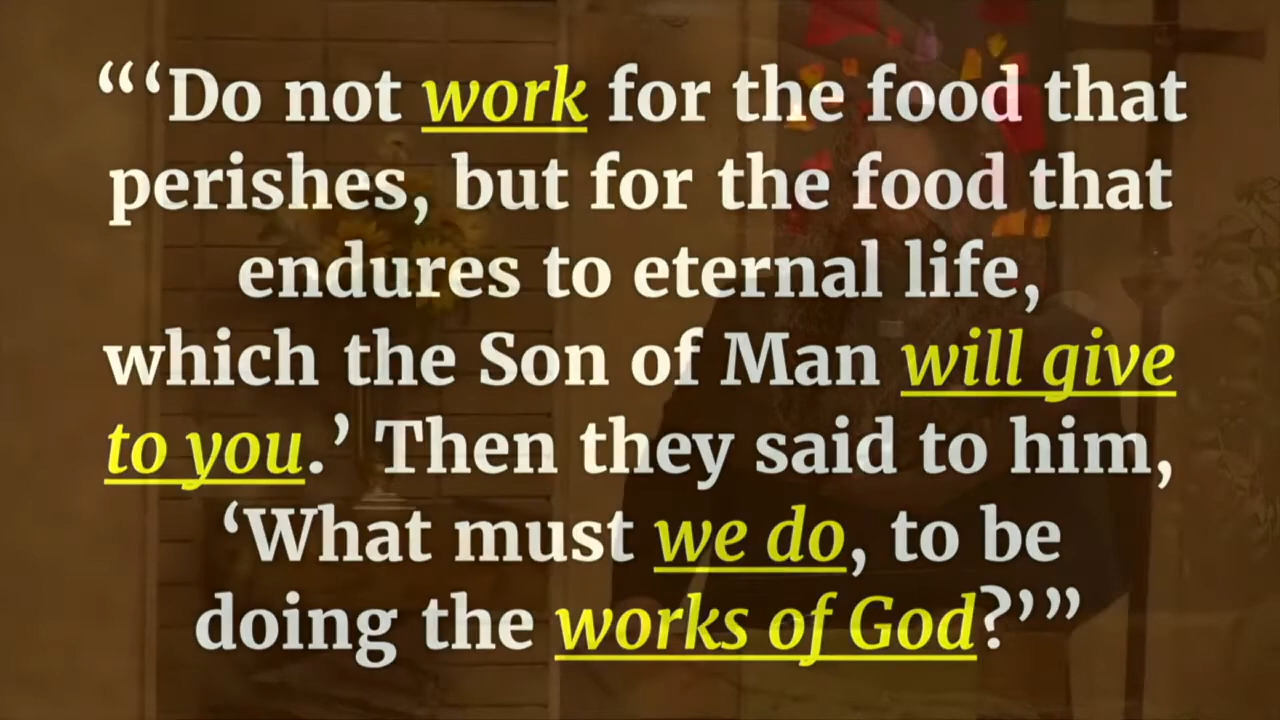 “‘Do not work for the food that
perishes, but for the food that
endures to eternal life,
which the Son of Man will give
to you.’ Then they said to him,
‘What must we do, to be
doing the works of God?’”